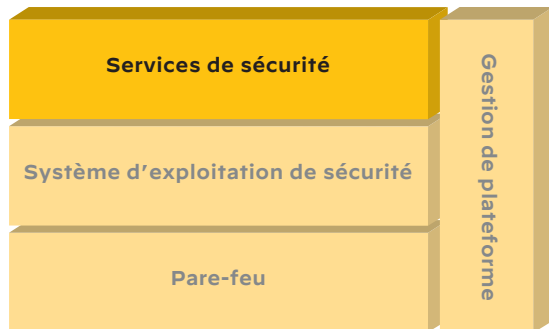 Services de sécurité
Système d’exploitation de sécurité
Pare-feu
Gestion de plateforme